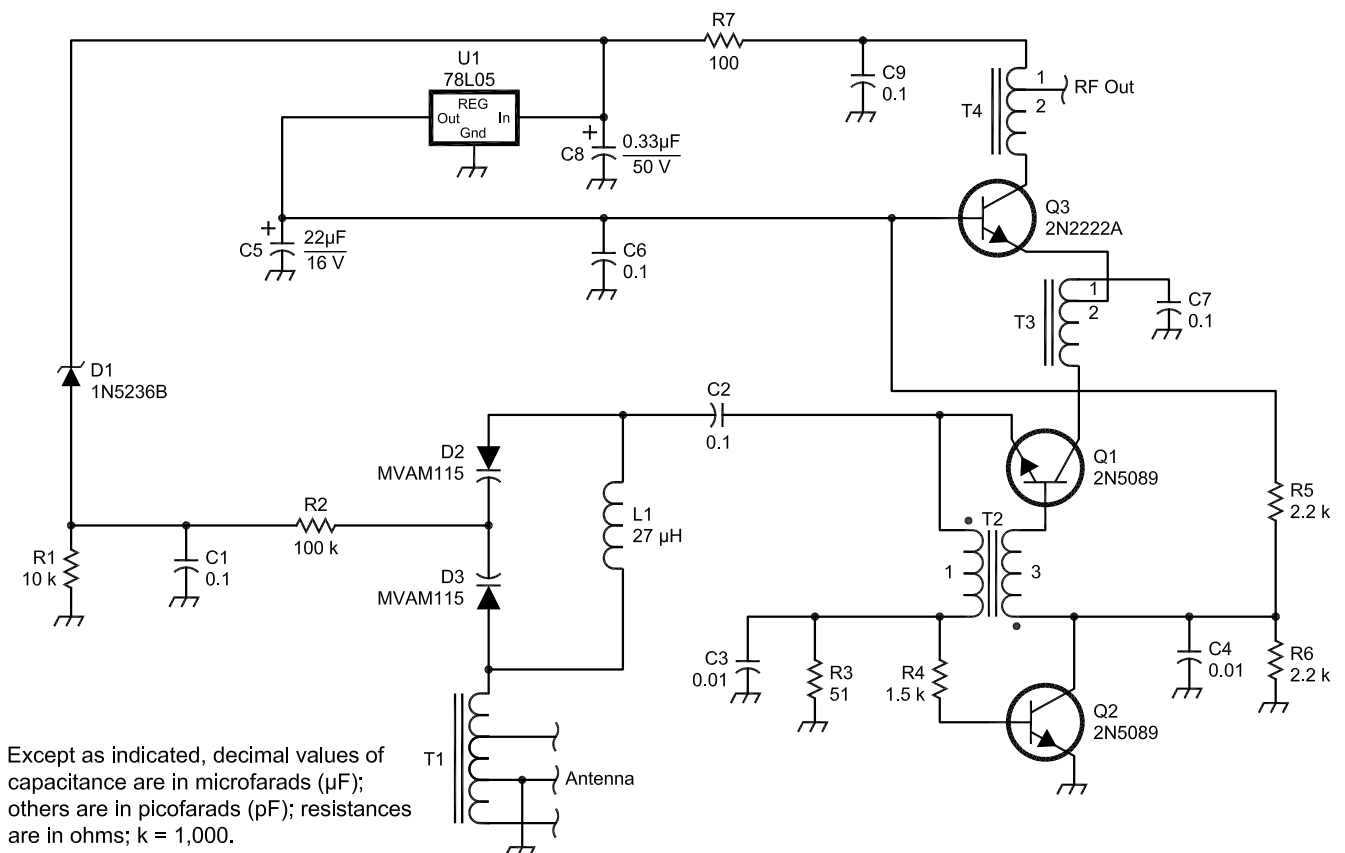 R7
100
U1
78L05
REG
Out In
Gnd
C9
0.1
1
2
RF Out
T4
+
C8
0.33µF
50 V
Q3
2N2222A
+
C5
22µF
16 V
C6
0.1
1
2
T3
C7
0.1
D1
1N5236B
C2
0.1
D2
MVAM115
Q1
2N5089
R2
100 k
L1
27 µH
R5
2.2 k
T2
1
3
R1
10 k
C1
0.1
D3
MVAM115
C3
0.01
R3
51
R4
1.5 k
C4
0.01
R6
2.2 k
Q2
2N5089
T1
Antenna
Except as indicated, decimal values of
capacitance are in microfarads (µF);
others are in picofarads (pF); resistances
are in ohms; k = 1,000.